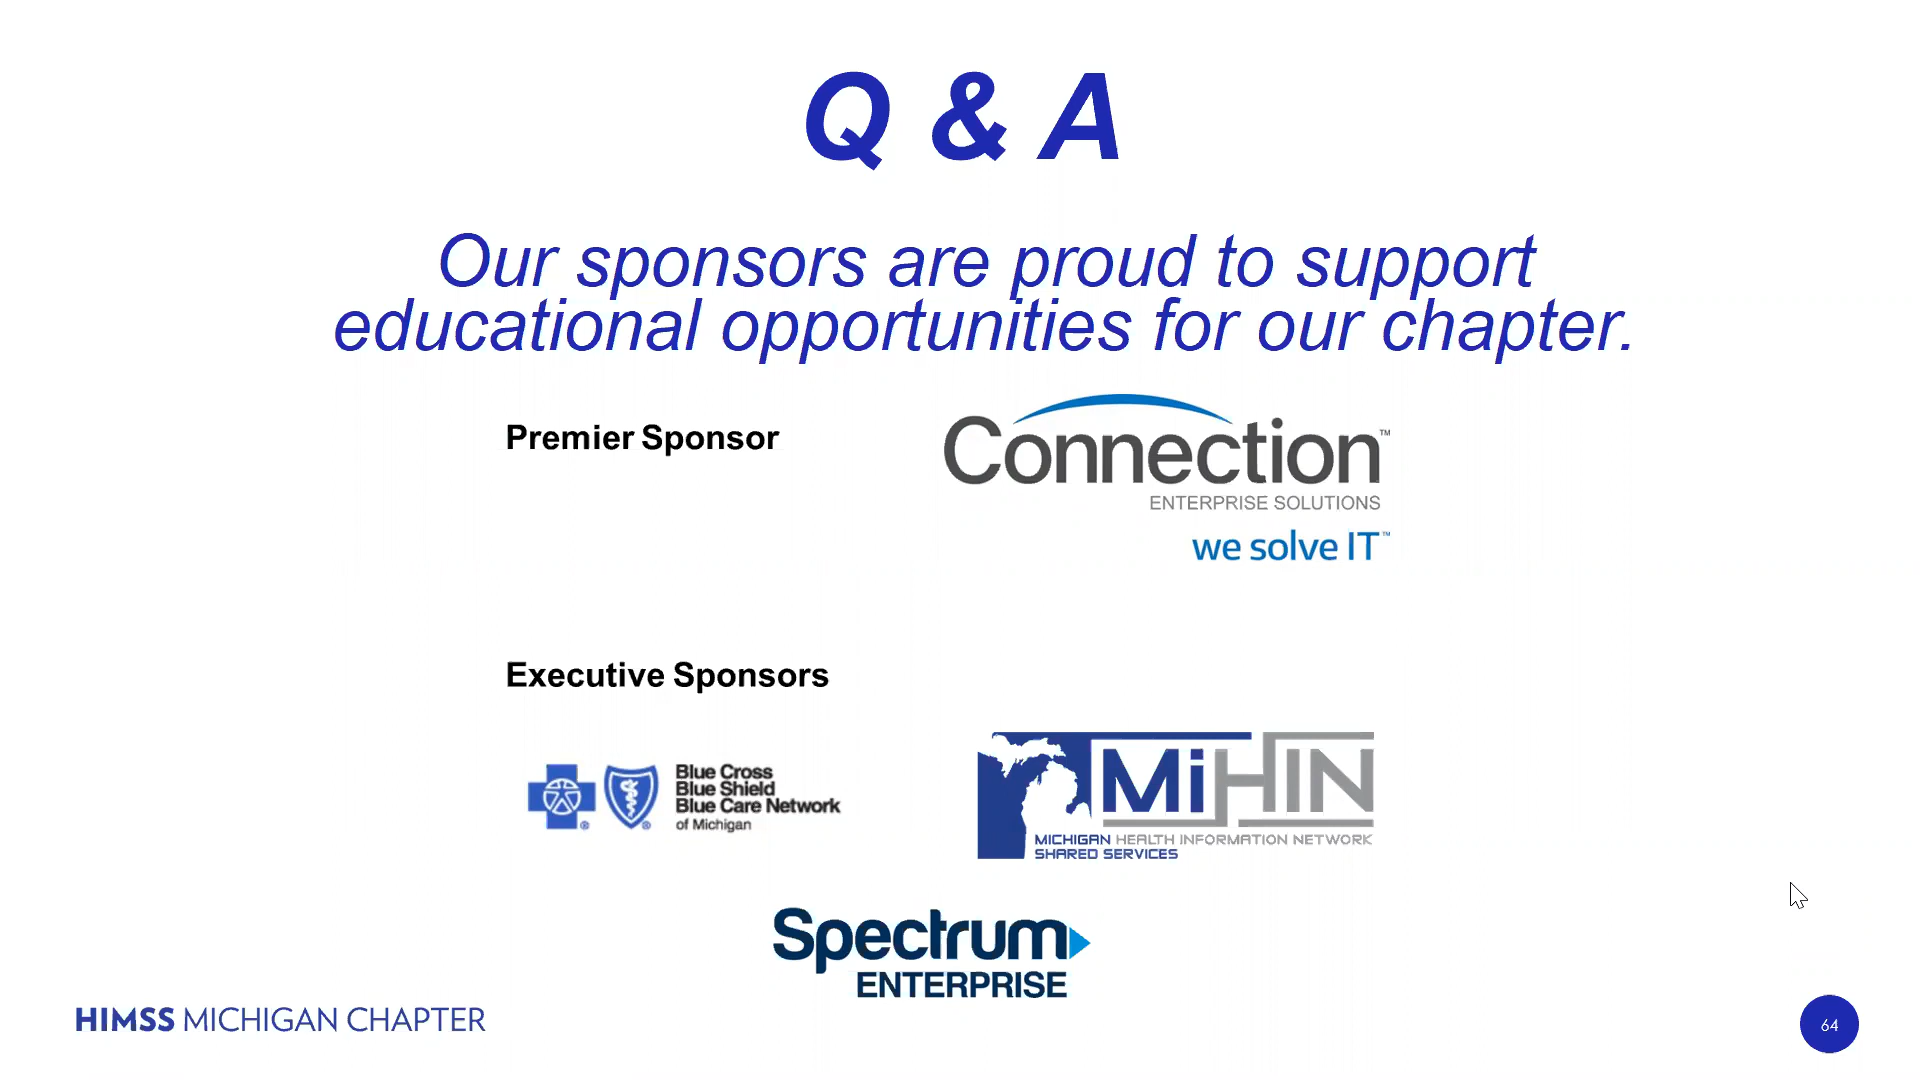 Q & A
Our sponsors are proud to support
educational opportunities for our chapter.
Premier Sponsor
Connection™
ENTERPRISE SOLUTIONS
we solve IT™
Executive Sponsors
Blue Cross
Blue Shield
Blue Care Network
of Michigan
MiHIN
MICHIGAN HEALTH INFORMATION NETWORK
SHARED SERVICES
Spectrum
ENTERPRISE
HIMSS MICHIGAN CHAPTER
64